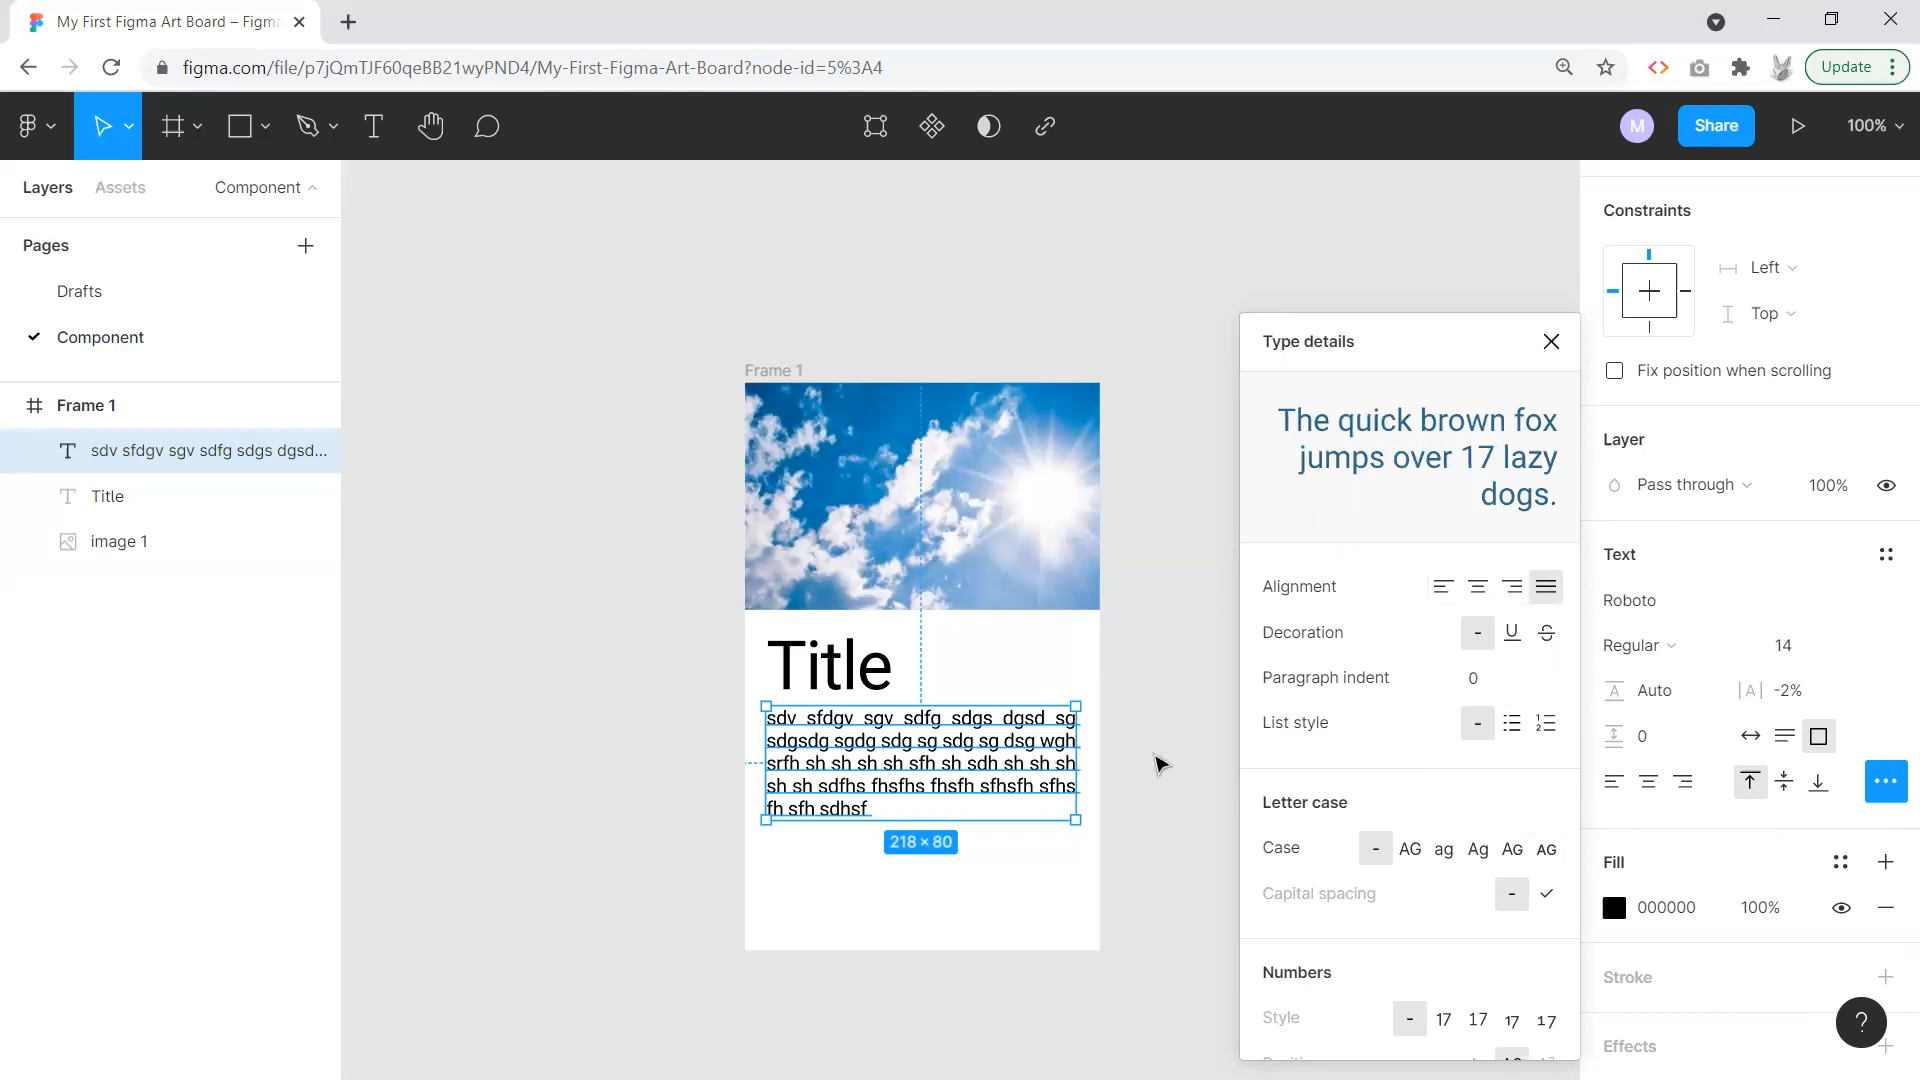 My First Figma Art Board – Figma
figma.com/file/p7jQmTJF60qeBB21wyPND4/My-First-Figma-Art-Board?node-id=5%3A4
Update
M
Share
100%
Layers
Assets
Component
Pages
Drafts
Component
Frame 1
sdv sfdgv sgv sdfg sdgs dgsd...
Title
image 1
Frame 1
Title
sdv sfdgv sgv sdfg sdgs dgsd sg
sdgsdg sgdg sdg sg sdg sg dsg wgh
srfh sh sh sh sh sfh sh sdh sh sh sh
sh sh sdfhs fhsfhs fhsfh sfhsfh sfhs
fh sfh sdhsf
218 × 80
Type details
The quick brown fox
jumps over 17 lazy
dogs.
Alignment
Decoration -
Paragraph indent 0
List style -
Letter case
Case - AG ag Ag AG AG
Capital spacing -
Numbers
Style - 17 17 17 17
Constraints
Left
Top
Fix position when scrolling
Layer
Pass through 100%
Text
Roboto
Regular 14
A Auto |A| -2%
0
Fill
000000 100%
Stroke
Effects
?